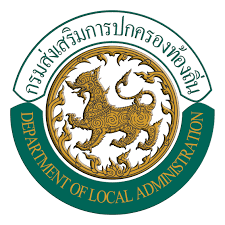 กรมส่งเสริมการปกครองท้องถิ่น
DEPARTMENT OF LOCAL ADMINISTRATION